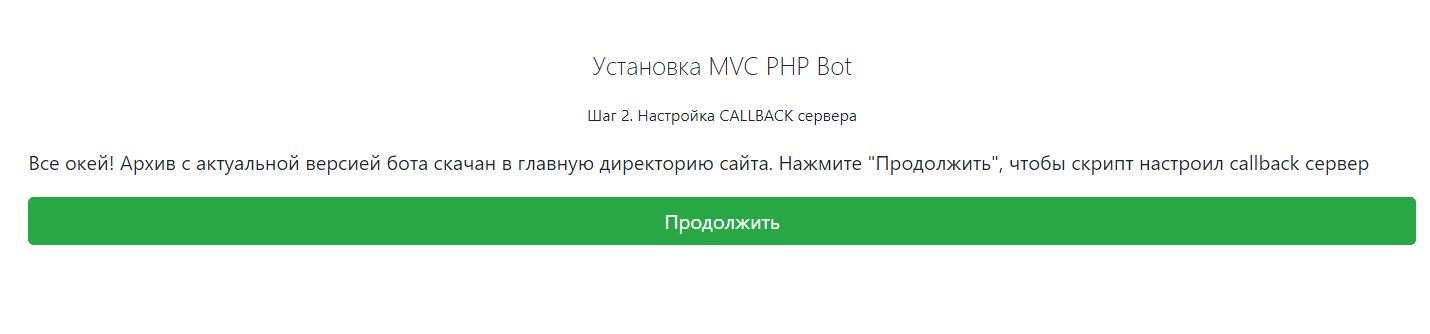 Установка MVC PHP Bot
Шаг 2. Настройка CALLBACK сервера
Все окей! Архив с актуальной версией бота скачан в главную директорию сайта. Нажмите "Продолжить", чтобы скрипт настроил callback сервер
Продолжить